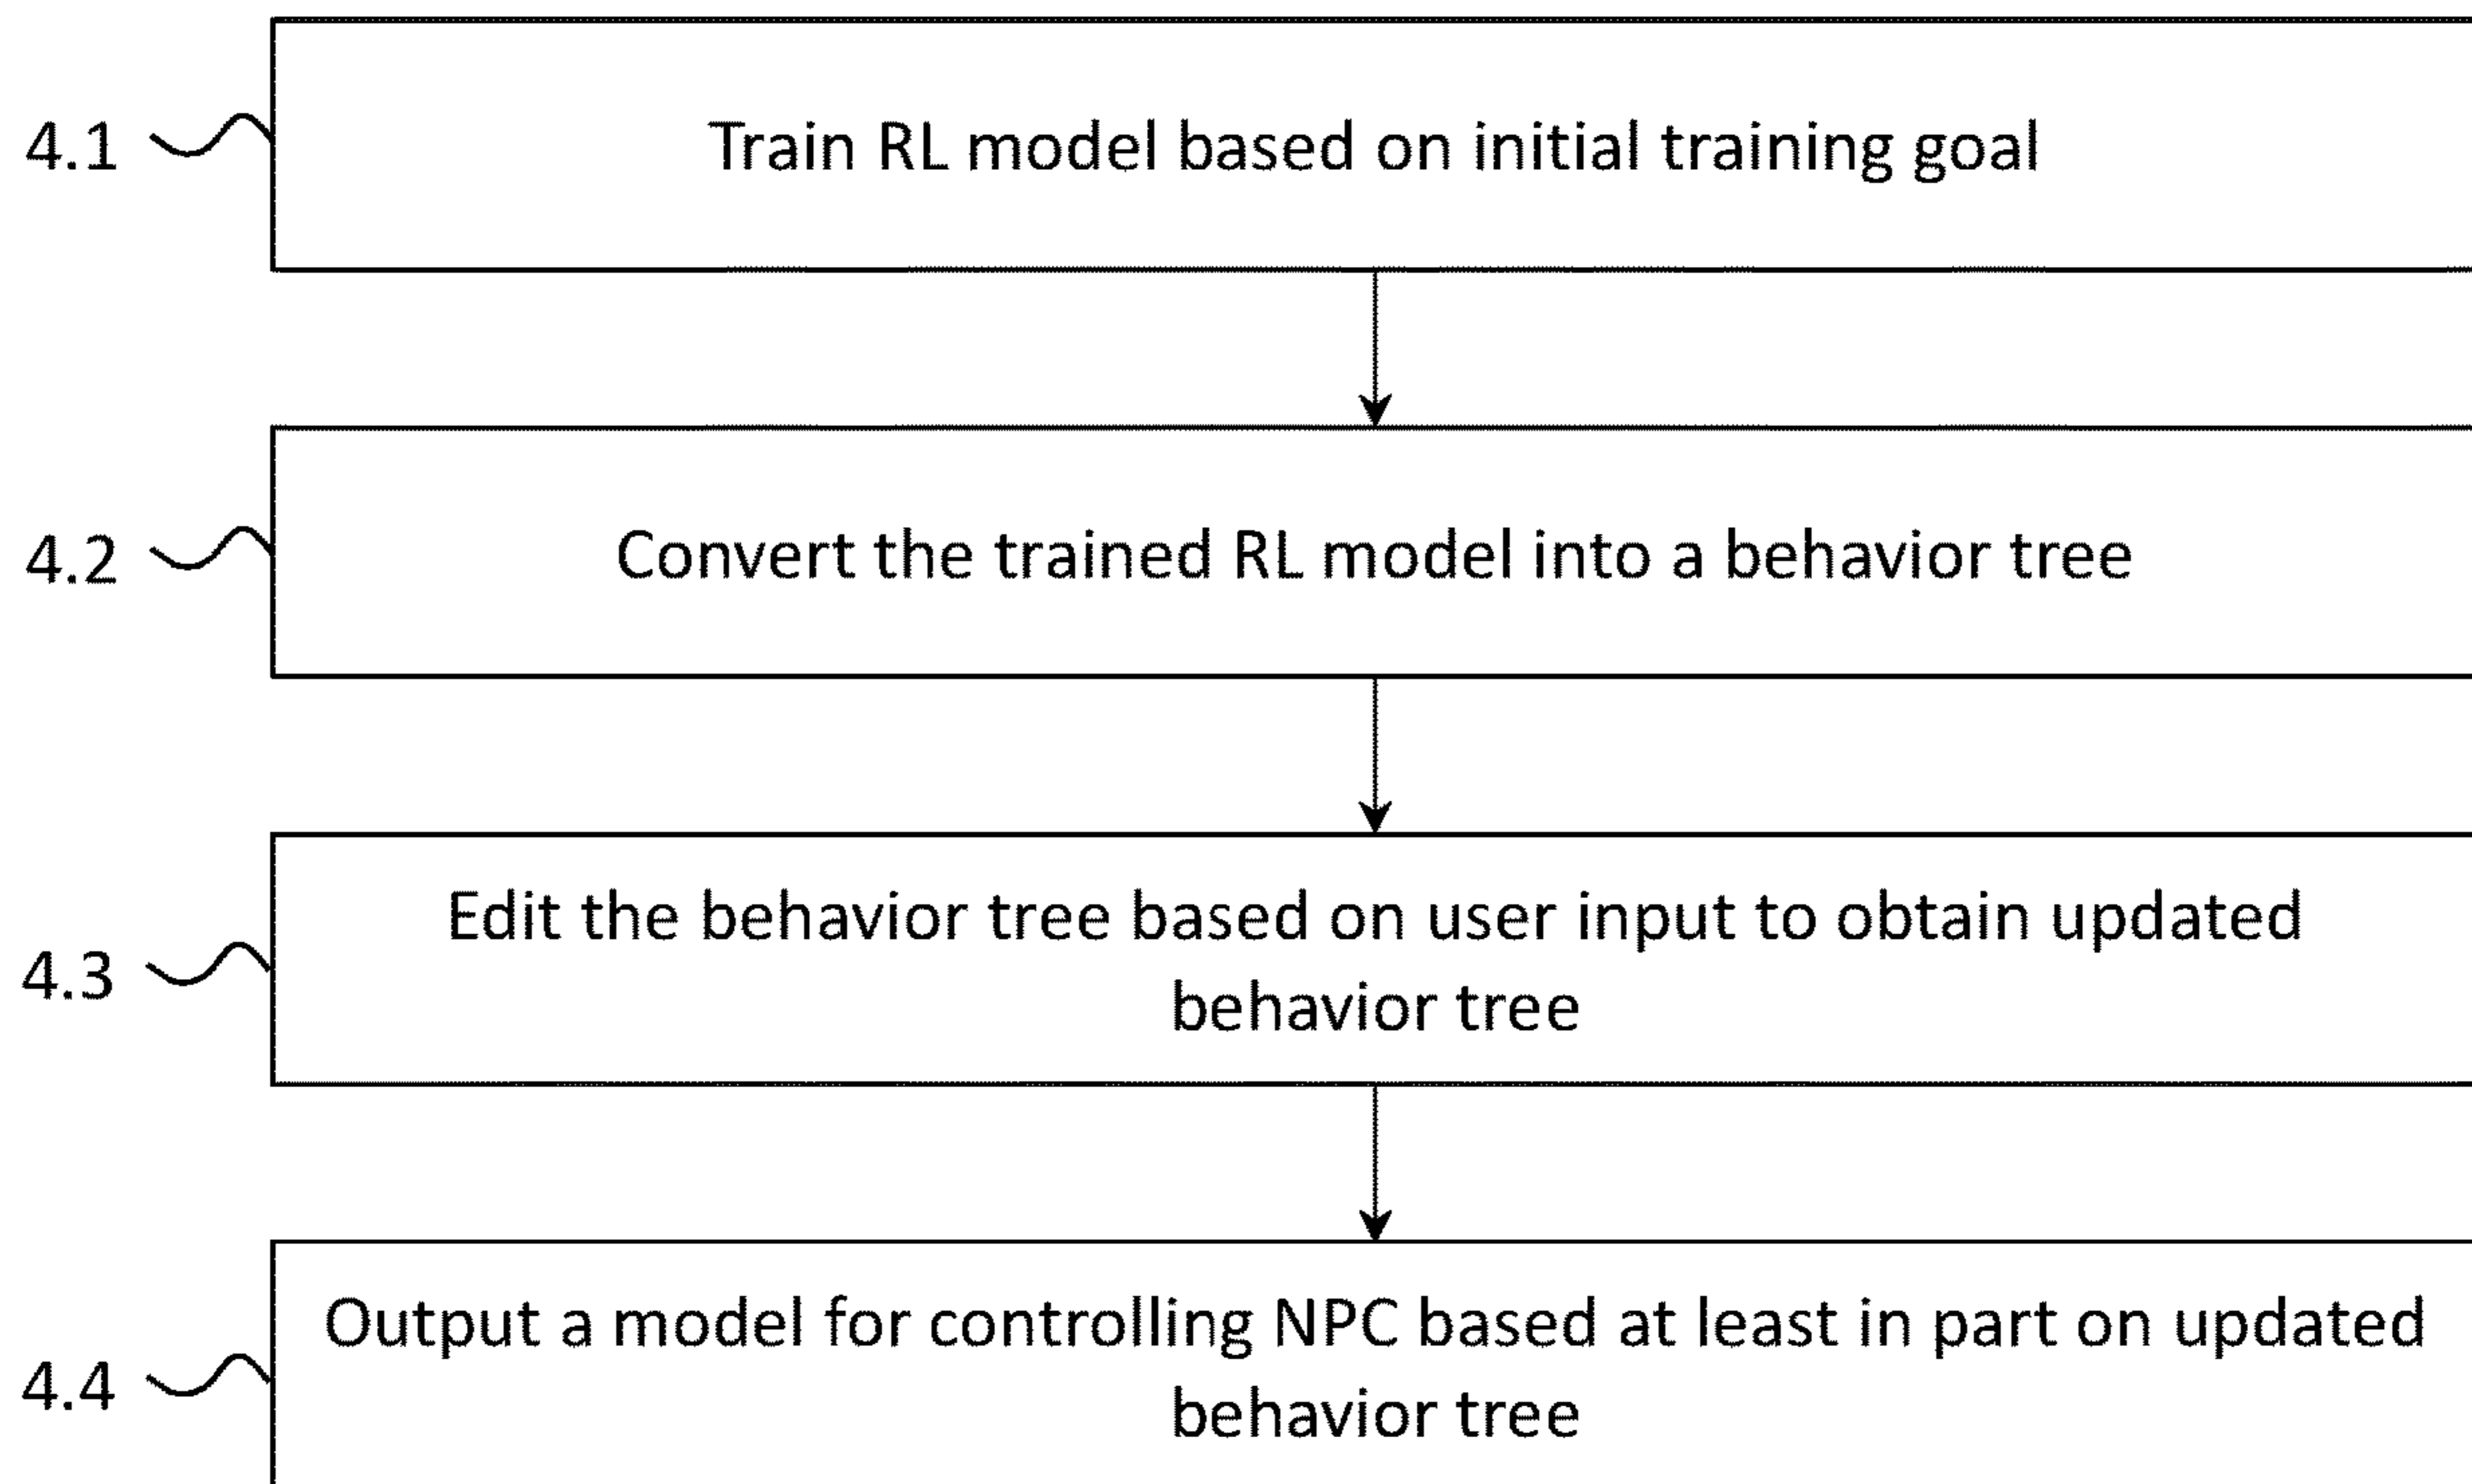 4.1
Train RL model based on initial training goal
4.2
Convert the trained RL model into a behavior tree
4.3
Edit the behavior tree based on user input to obtain updated
behavior tree
4.4
Output a model for controlling NPC based at least in part on updated
behavior tree